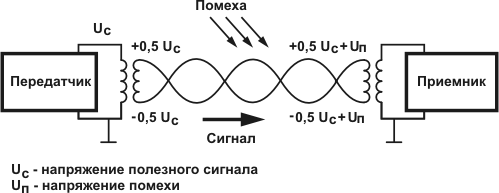 Помеха
Uс
+0,5 Uс
+0,5 Uс+Uп
Передатчик
Приемник
-0,5 Uс
-0,5 Uс+Uп
Сигнал
Uс - напряжение полезного сигнала
Uп - напряжение помехи